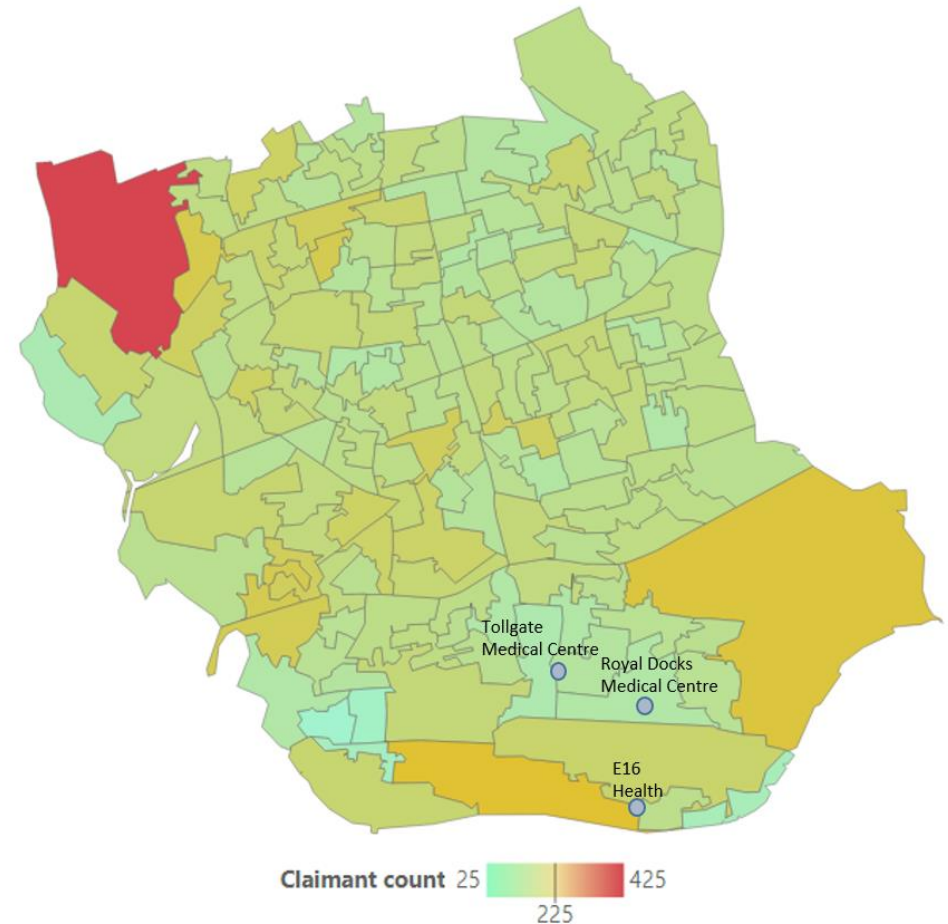 Tollgate
Medical Centre
Royal Docks
Medical Centre
E16
Health
Claimant count 25 425
225